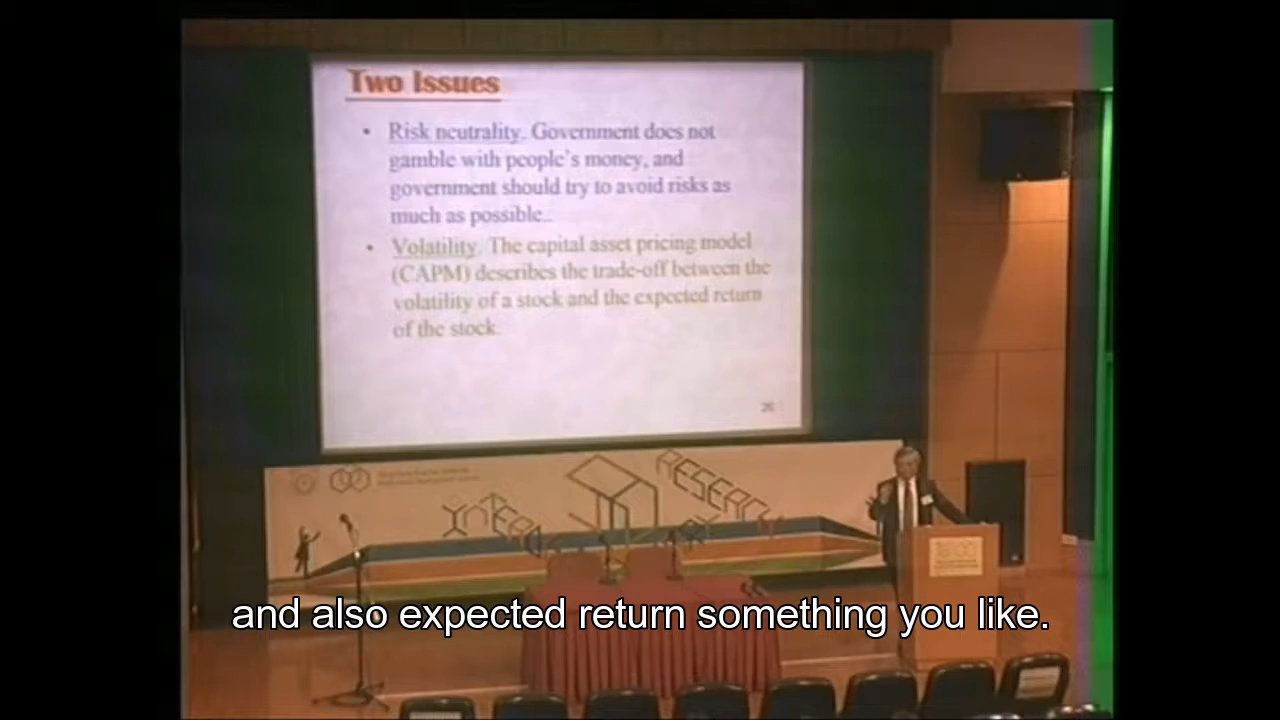 Two Issues
• Risk neutrality. Government does not
gamble with people's money, and
government should try to avoid risks as
much as possible..
• Volatility. The capital asset pricing model
(CAPM) describes the trade-off between the
volatility of a stock and the expected return
of the stock.
26
RESEARCH
and also expected return something you like.